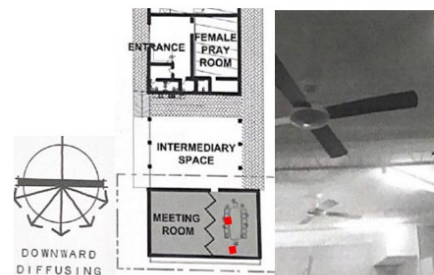 ENTRANCE
FEMALE
PRAY
ROOM
INTERMEDIARY
SPACE
MEETING
ROOM
DOWNWARD
DIFFUSING